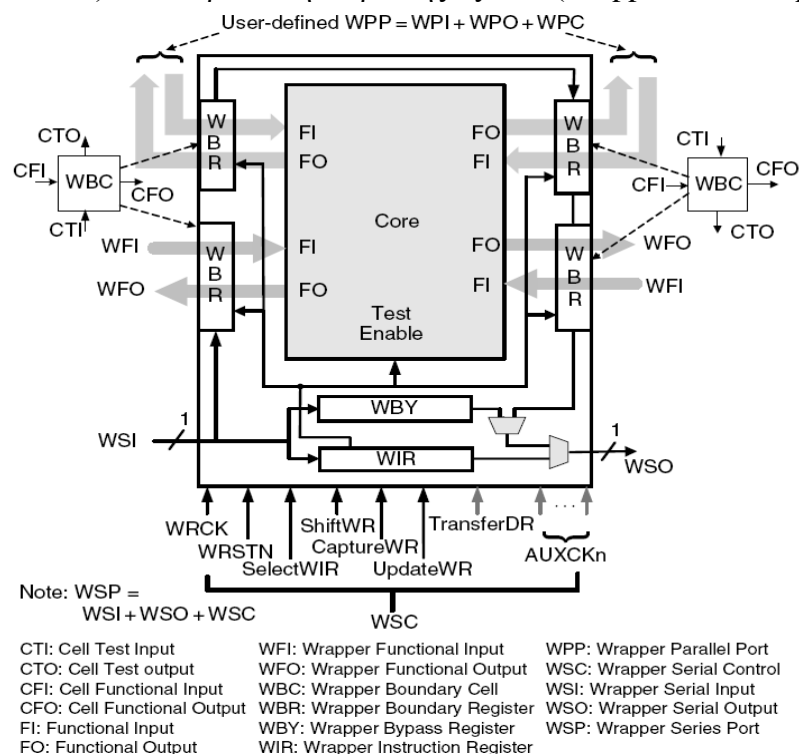 User-defined WPP = WPI + WPO + WPC
CTO
CFI
WBC
CFO
CTI
W
B
R
FI
FO
Core
FO
FI
W
B
R
CTI
CFI
WBC
CFO
CTO
WFI
WFO
W
B
R
FI
FO
Test
Enable
FO
FI
W
B
R
WFO
WFI
WSI
1
WBY
WIR
1
WSO
WRCK
WRSTN
SelectWIR
ShiftWR
CaptureWR
UpdateWR
TransferDR
...
AUXCKn
WSC
Note: WSP =
WSI + WSO + WSC
CTI: Cell Test Input
CTO: Cell Test output
CFI: Cell Functional Input
CFO: Cell Functional Output
FI: Functional Input
FO: Functional Output
WFI: Wrapper Functional Input
WFO: Wrapper Functional Output
WBC: Wrapper Boundary Cell
WBR: Wrapper Boundary Register
WBY: Wrapper Bypass Register
WIR: Wrapper Instruction Register
WPP: Wrapper Parallel Port
WSC: Wrapper Serial Control
WSI: Wrapper Serial Input
WSO: Wrapper Serial Output
WSP: Wrapper Series Port